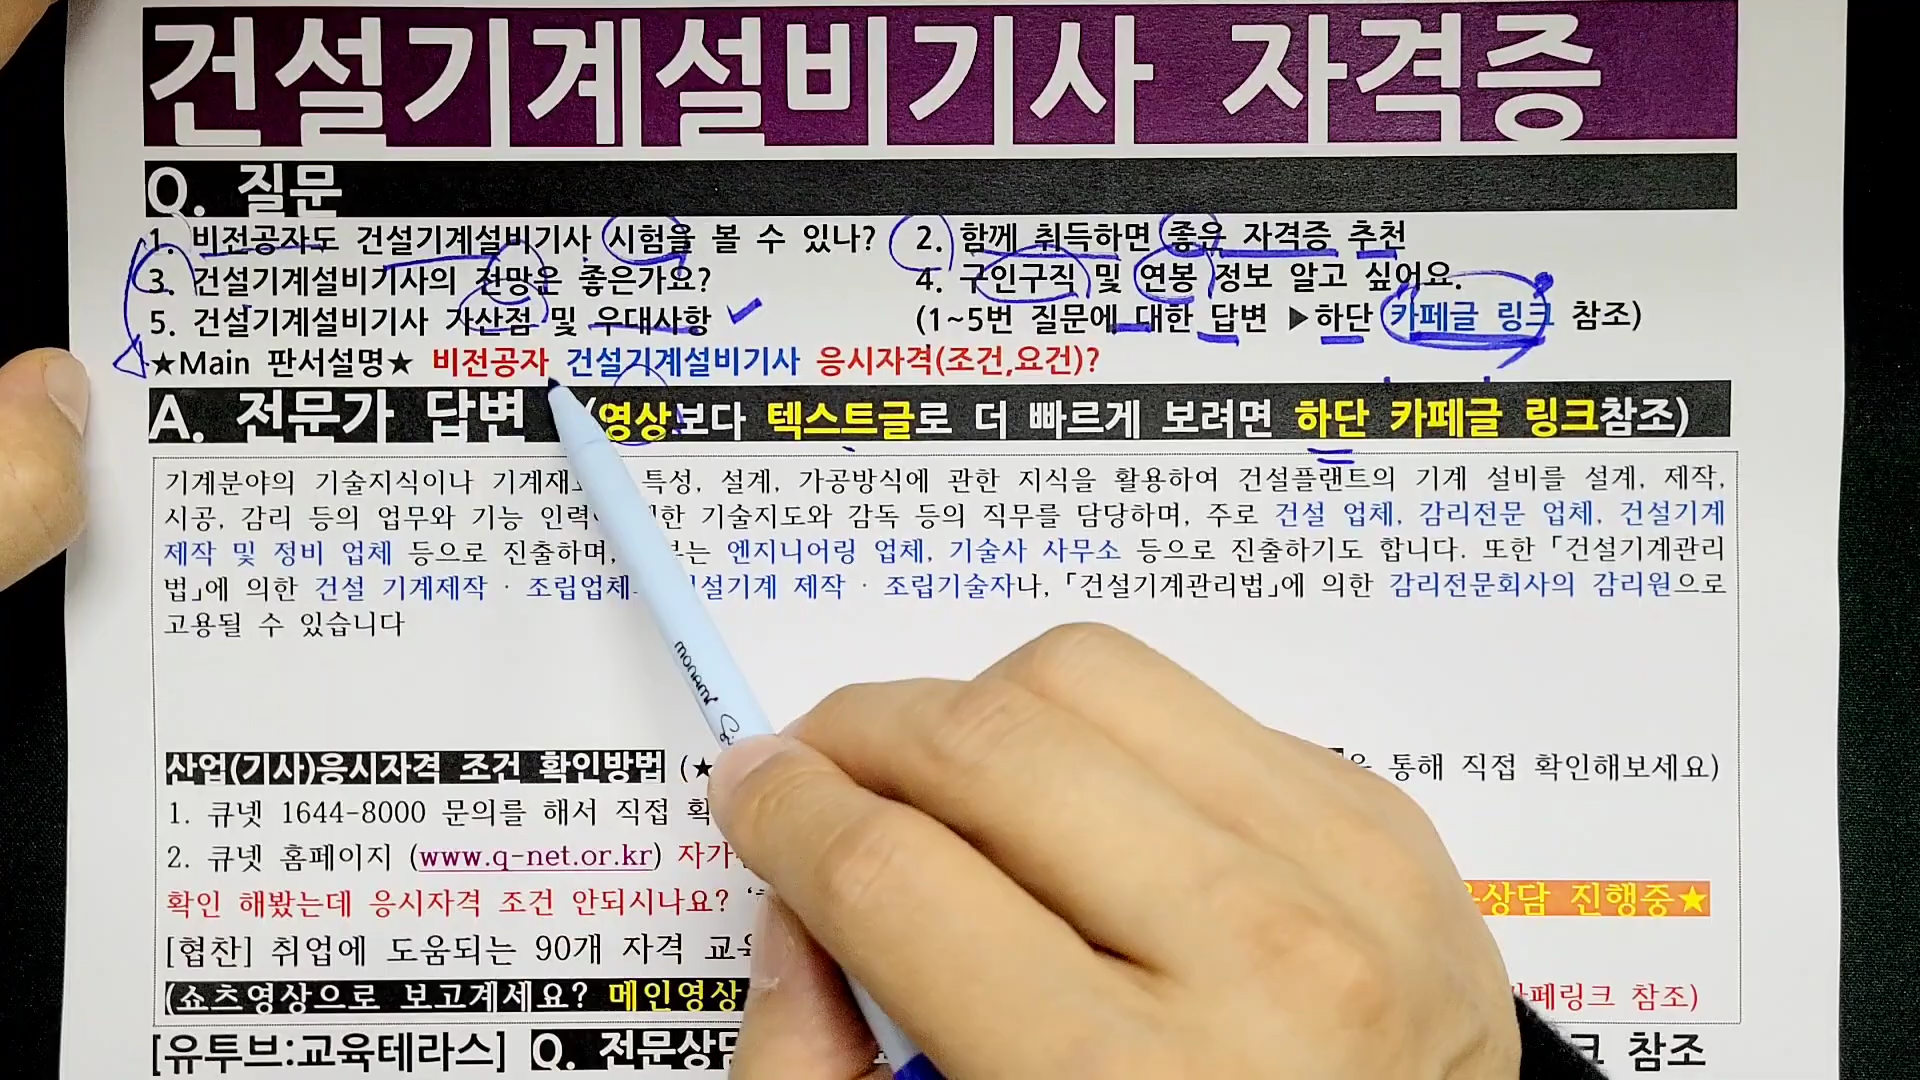 건설기계설비기사 자격증
Q. 질문
1. 비전공자도 건설기계설비기사 시험을 볼 수 있나? 2. 함께 취득하면 좋은 자격증 추천
3. 건설기계설비기사의 전망은 좋은가요? 4. 구인구직 및 연봉 정보 알고 싶어요.
5. 건설기계설비기사 가산점 및 우대사항 (1~5번 질문에 대한 답변 ▶하단 카페글 링크 참조)
★Main 판서설명★ 비전공자 건설기계설비기사 응시자격(조건,요건)?
A. 전문가 답변 (영상보다 텍스트글로 더 빠르게 보려면 하단 카페글 링크참조)
기계분야의 기술지식이나 특성, 설계, 가공방식에 관한 지식을 활용하여 건설플랜트의 기계 설비를 설계, 제작,
시공, 감리 등의 업무와 기능 기술지도와 감독 등의 직무를 담당하며, 주로 건설 업체, 감리전문 업체, 건설기계
제작 및 정비 업체 등으로 진출하며, 엔지니어링 업체, 기술사 사무소 등으로 진출하기도 합니다. 또한 「건설기계관리
법」에 의한 건설 기계제작 · 조립업체 제작 · 조립기술자나, 「건설기계관리법」에 의한 감리전문회사의 감리원으로
고용될 수 있습니다
산업(기사)응시자격 조건 확인방법 (★ 통해 직접 확인해보세요)
1. 큐넷 1644-8000 문의를 해서 직접
2. 큐넷 홈페이지 (www.q-net.or.kr)
확인 해봤는데 응시자격 조건 안되시나요? 진행중★
[협찬] 취업에 도움되는 90개 자격
(쇼츠영상으로 보고계세요? 메인영상 참조)
[유투브:교육테라스] Q. 참조
monami